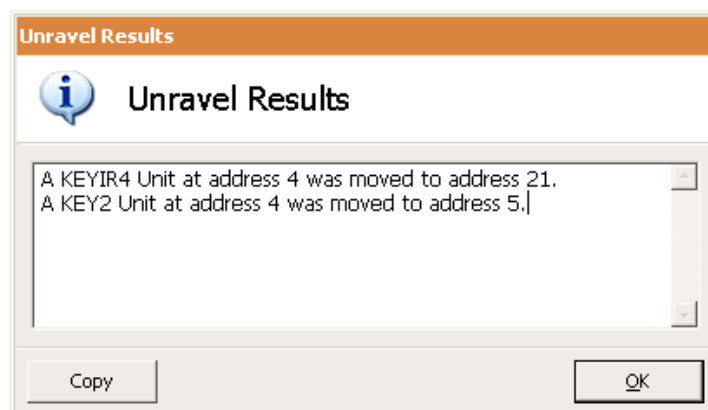 Unravel Results
Unravel Results
A KEYIR4 Unit at address 4 was moved to address 21.
A KEY2 Unit at address 4 was moved to address 5.
Copy
OK